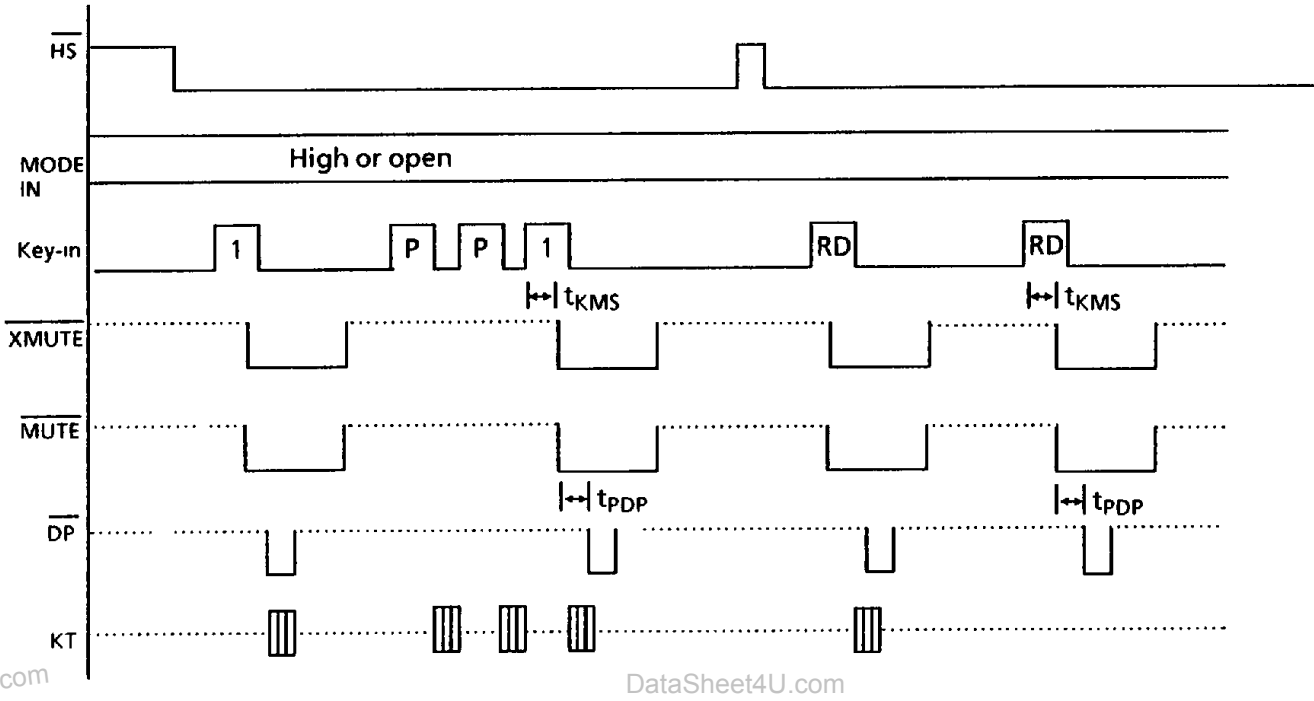 HS
MODE
IN
High or open
Key-in
1 P P 1 RD RD
tKMS tKMS
XMUTE
MUTE
tPDP tPDP
DP
KT
com
DataSheet4U.com